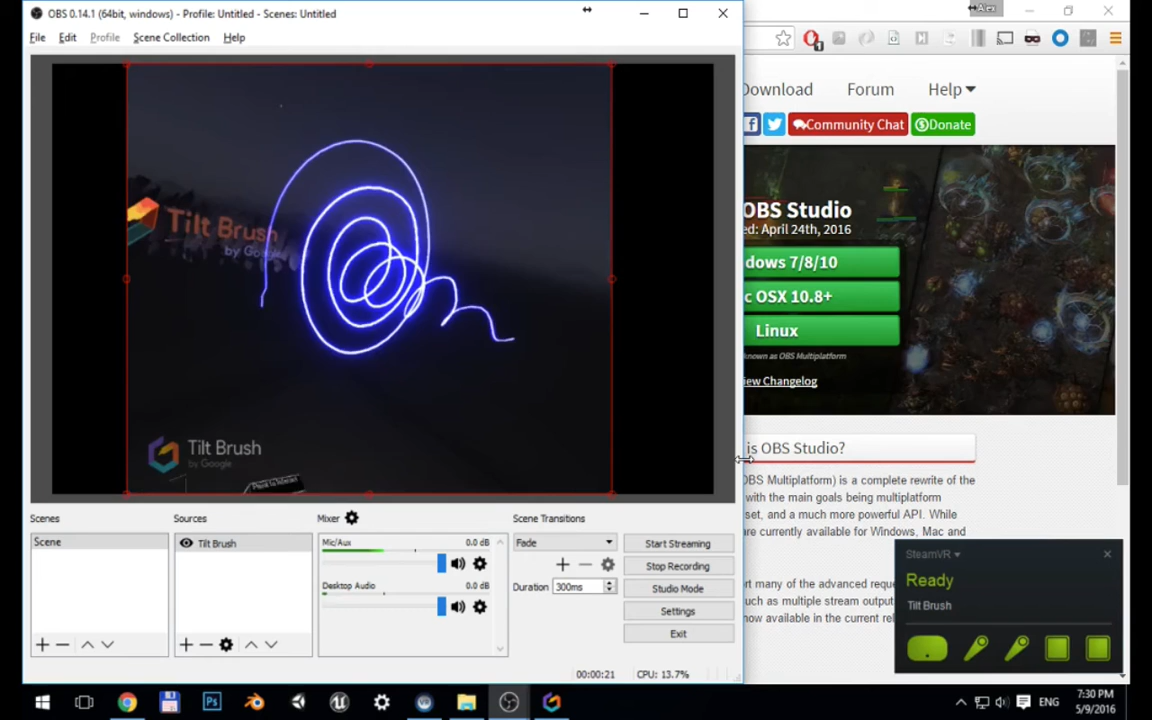 OBS 0.14.1 (64bit, windows) - Profile: Untitled - Scenes: Untitled
File Edit Profile Scene Collection Help
Tilt Brush
by Google
Tilt Brush
by Google
Scenes
Scene
Sources
Tilt Brush
Mixer
Mic/Aux 0.0 dB
Desktop Audio 0.0 dB
Scene Transitions
Fade
Duration 300ms
Start Streaming
Stop Recording
Studio Mode
Settings
Exit
00:00:21 CPU: 13.7%
Alex
1
Download Forum Help
Community Chat
Donate
OBS Studio
ed: April 24th, 2016
dows 7/8/10
c OSX 10.8+
Linux
known as OBS Multiplatform
iew Changelog
is OBS Studio?
OBS Multiplatform) is a complete rewrite of the
with the main goals being multiplatform
set, and a much more powerful API. While
re currently available for Windows, Mac and
rt many of the advanced reque
uch as multiple stream output
now available in the current rel
SteamVR
Ready
Tilt Brush
ENG
7:30 PM
5/9/2016